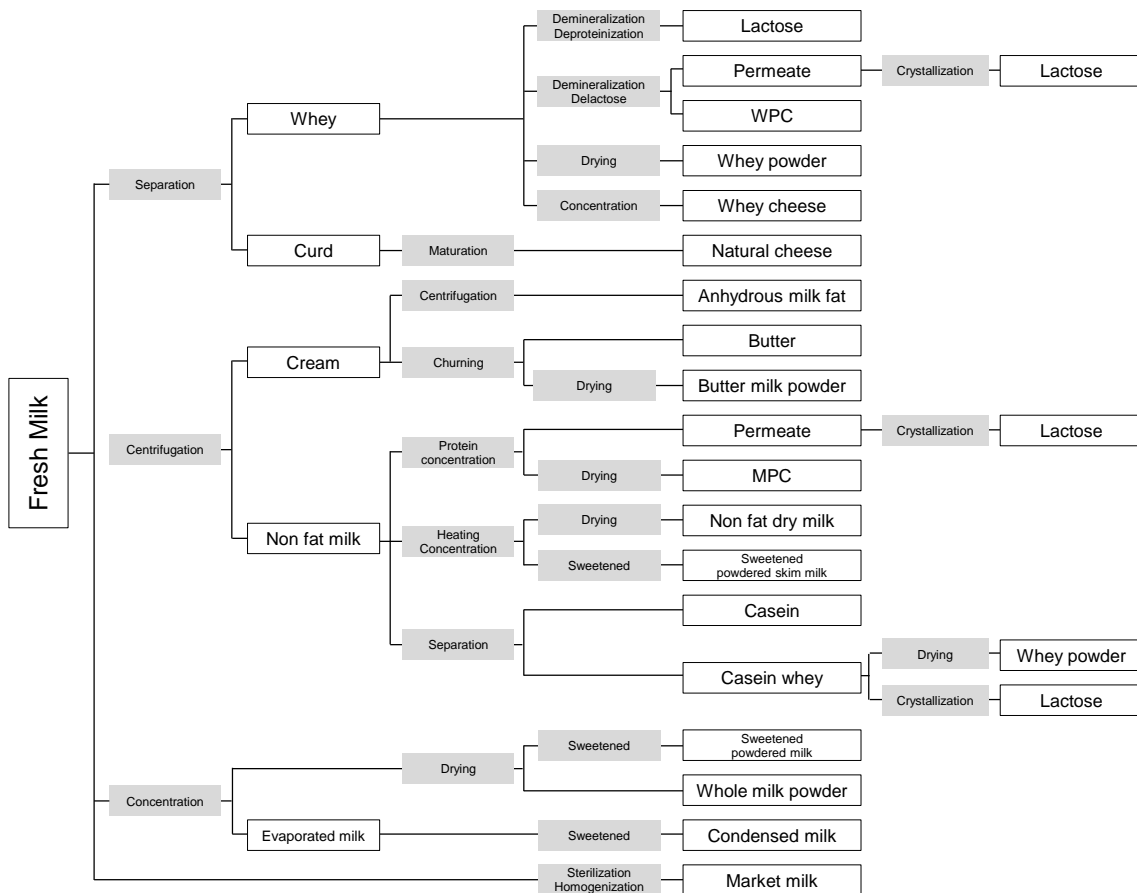 Demineralization
Deproteinization
Lactose
Demineralization
Delactose
Permeate
Crystallization
Lactose
Whey
WPC
Drying
Whey powder
Separation
Concentration
Whey cheese
Curd
Maturation
Natural cheese
Centrifugation
Anhydrous milk fat
Cream
Churning
Butter
Drying
Butter milk powder
Fresh Milk
Centrifugation
Protein
concentration
Permeate
Crystallization
Lactose
Drying
MPC
Non fat milk
Heating
Concentration
Drying
Non fat dry milk
Sweetened
Sweetened
powdered skim milk
Separation
Casein
Casein whey
Drying
Whey powder
Crystallization
Lactose
Concentration
Drying
Sweetened
Sweetened
powdered milk
Whole milk powder
Evaporated milk
Sweetened
Condensed milk
Sterilization
Homogenization
Market milk